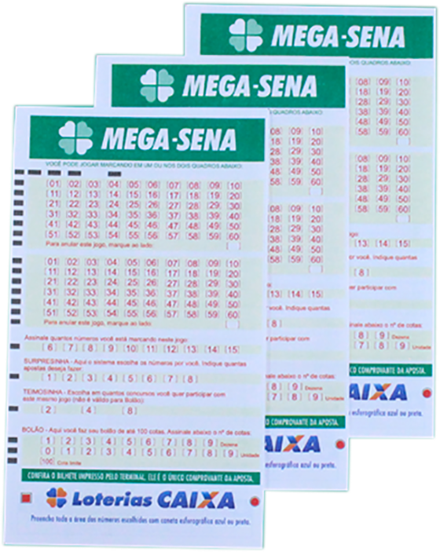 MEGA-SENA
MEGA-SENA
MEGA-SENA
VOCÊ PODE JOGAR MARCANDO EM UM OU NOS DOIS QUADROS ABAIXO
01 02 03 04 05 06 07 08 09 10
11 12 13 14 15 16 17 18 19 20
21 22 23 24 25 26 27 28 29 30
31 32 33 34 35 36 37 38 39 40
41 42 43 44 45 46 47 48 49 50
51 52 53 54 55 56 57 58 59 60
Para anular este jogo, marque ao lado:
01 02 03 04 05 06 07 08 09 10
11 12 13 14 15 16 17 18 19 20
21 22 23 24 25 26 27 28 29 30
31 32 33 34 35 36 37 38 39 40
41 42 43 44 45 46 47 48 49 50
51 52 53 54 55 56 57 58 59 60
Para anular este jogo, marque ao lado:
Assinale quantos números você está marcando neste jogo:
6 7 8 9 10 11 12 13 14 15
SURPRESINHA - Aqui o sistema escolhe os números por você. Indique quantas
apostas deseja fazer:
1 2 3 4 5 6 7 8
TEIMOSINHA - Escolha em quantos concursos você quer participar com
este mesmo jogo (não é válido para Bolão)
2 4 8
BOLÃO - Aqui você faz seu bolão de até 100 cotas. Assinale abaixo o nº de cotas:
1 2 3 4 5 6 7 8 9 Dezena
0 1 2 3 4 5 6 7 8 9 Unidade
100 Cota limite
CONFIRA O BILHETE IMPRESSO PELO TERMINAL. ELE É O ÚNICO COMPROVANTE DA APOSTA.
Loterias CAIXA
Preencha toda a área dos números escolhidos com caneta esferográfica azul ou preta.